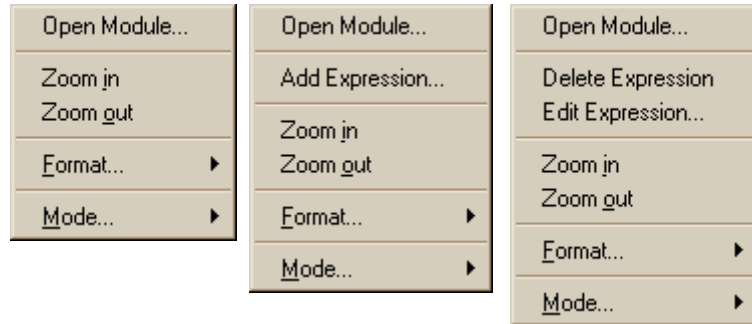 Open Module...
Zoom in
Zoom out
Format...
Mode...
Open Module...
Add Expression...
Zoom in
Zoom out
Format...
Mode...
Open Module...
Delete Expression
Edit Expression...
Zoom in
Zoom out
Format...
Mode...